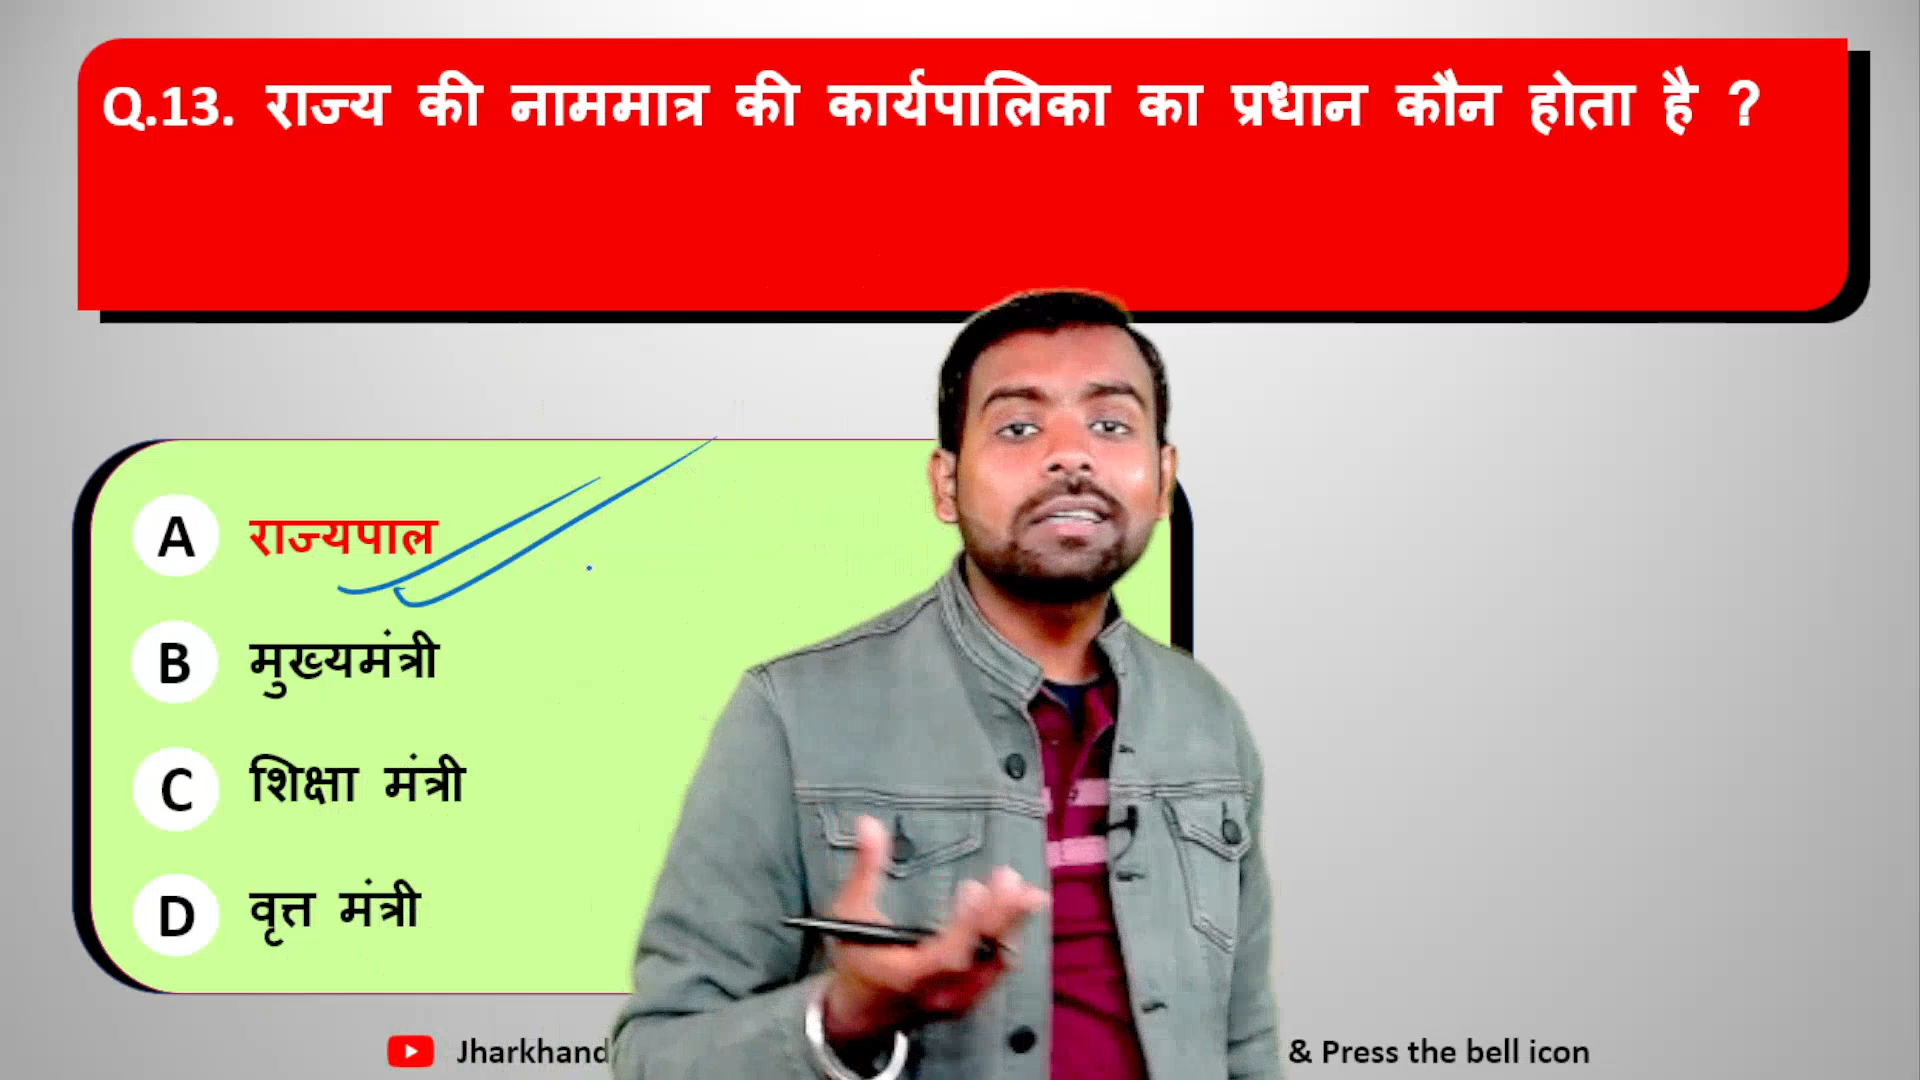 Q.13. राज्य की नाममात्र की कार्यपालिका का प्रधान कौन होता है ?
A राज्यपाल
B मुख्यमंत्री
C शिक्षा मंत्री
D वृत्त मंत्री
Jharkhand & Press the bell icon